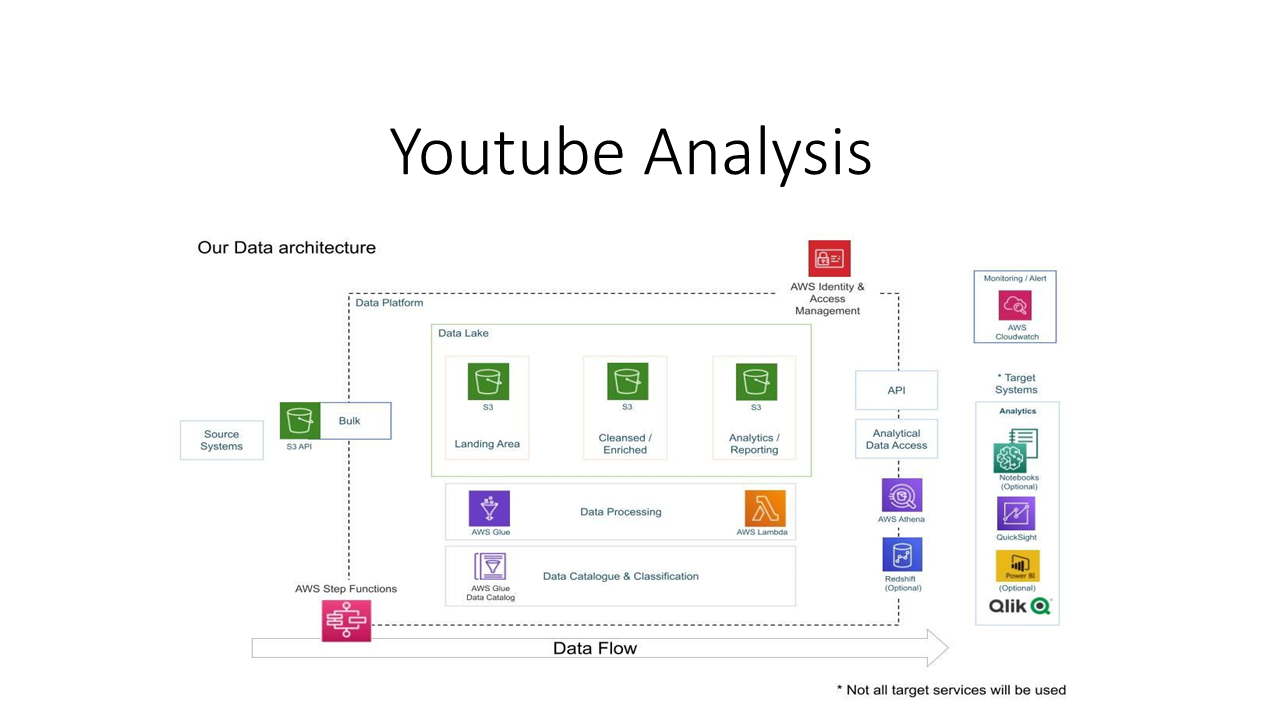 Youtube Analysis
Our Data architecture
AWS Identity &
Access
Management
Monitoring / Alert
AWS
Cloudwatch
Data Platform
Data Lake
S3
Landing Area
S3
Cleansed /
Enriched
S3
Analytics /
Reporting
Source
Systems
Bulk
S3 API
API
Analytical
Data Access
* Target
Systems
Analytics
Notebooks
(Optional)
QuickSight
Power BI
(Optional)
Qlik Q
AWS Glue
Data Processing
AWS Lambda
AWS Glue
Data Catalog
Data Catalogue & Classification
AWS Athena
Redshift
(Optional)
AWS Step Functions
Data Flow
* Not all target services will be used